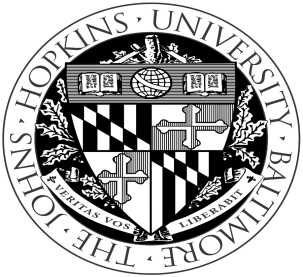 THE · JOHNS · HOPKINS · UNIVERSITY · BALTIMORE ·
VERITAS VOS LIBERABIT